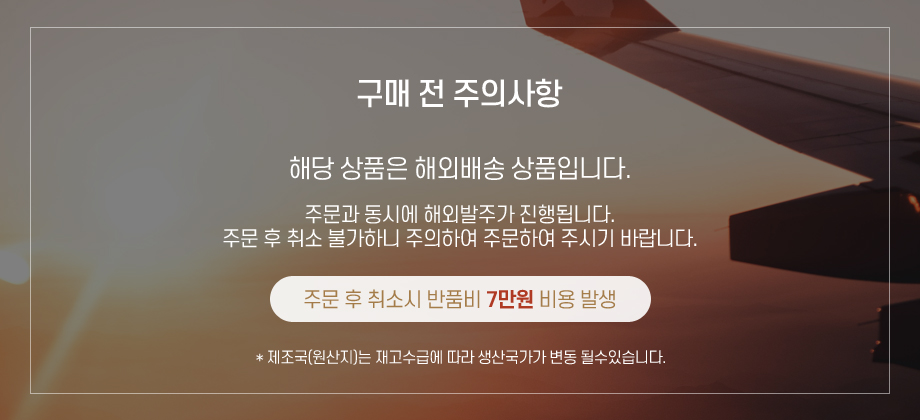 구매 전 주의사항
해당 상품은 해외배송 상품입니다.
주문과 동시에 해외발주가 진행됩니다.
주문 후 취소 불가하니 주의하여 주문하여 주시기 바랍니다.
주문 후 취소시 반품비 7만원 비용 발생
* 제조국(원산지)는 재고수급에 따라 생산국가가 변동 될수있습니다.